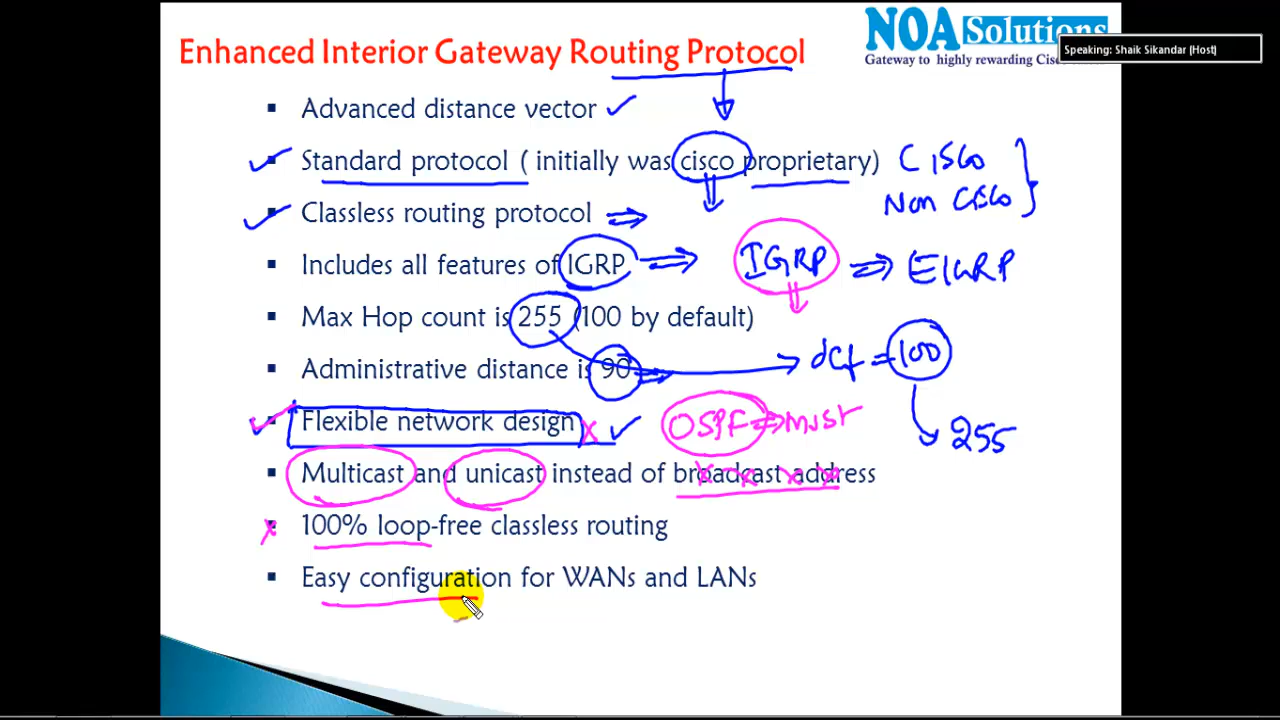 NOA Solutions
Gateway to highly rewarding Cisc
Speaking: Shaik Sikandar (Host)
Enhanced Interior Gateway Routing Protocol
▪ Advanced distance vector
▪ Standard protocol ( initially was cisco proprietary)
CISCO
Non CISCO
▪ Classless routing protocol
▪ Includes all features of IGRP
IGRP ⇒ EIGRP
▪ Max Hop count is 255 (100 by default)
def = 100
▪ Administrative distance is 90
▪ Flexible network design
OSPF ⇒ must
255
▪ Multicast and unicast instead of broadcast address
▪ 100% loop-free classless routing
▪ Easy configuration for WANs and LANs